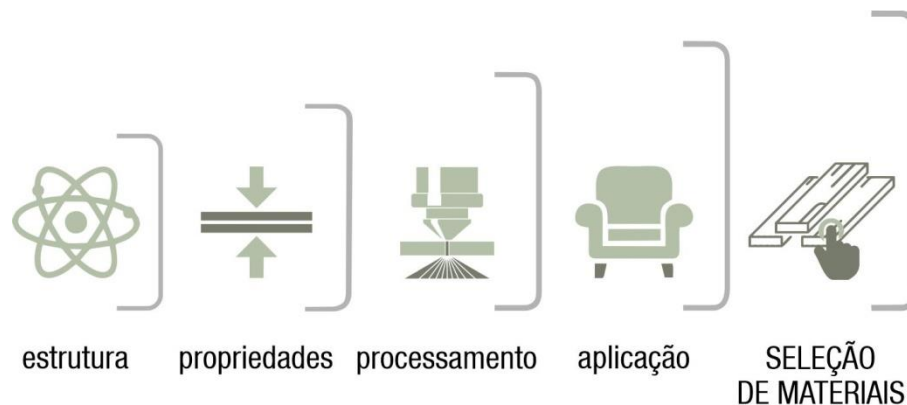 estrutura
propriedades
processamento
aplicação
SELEÇÃO
DE MATERIAIS